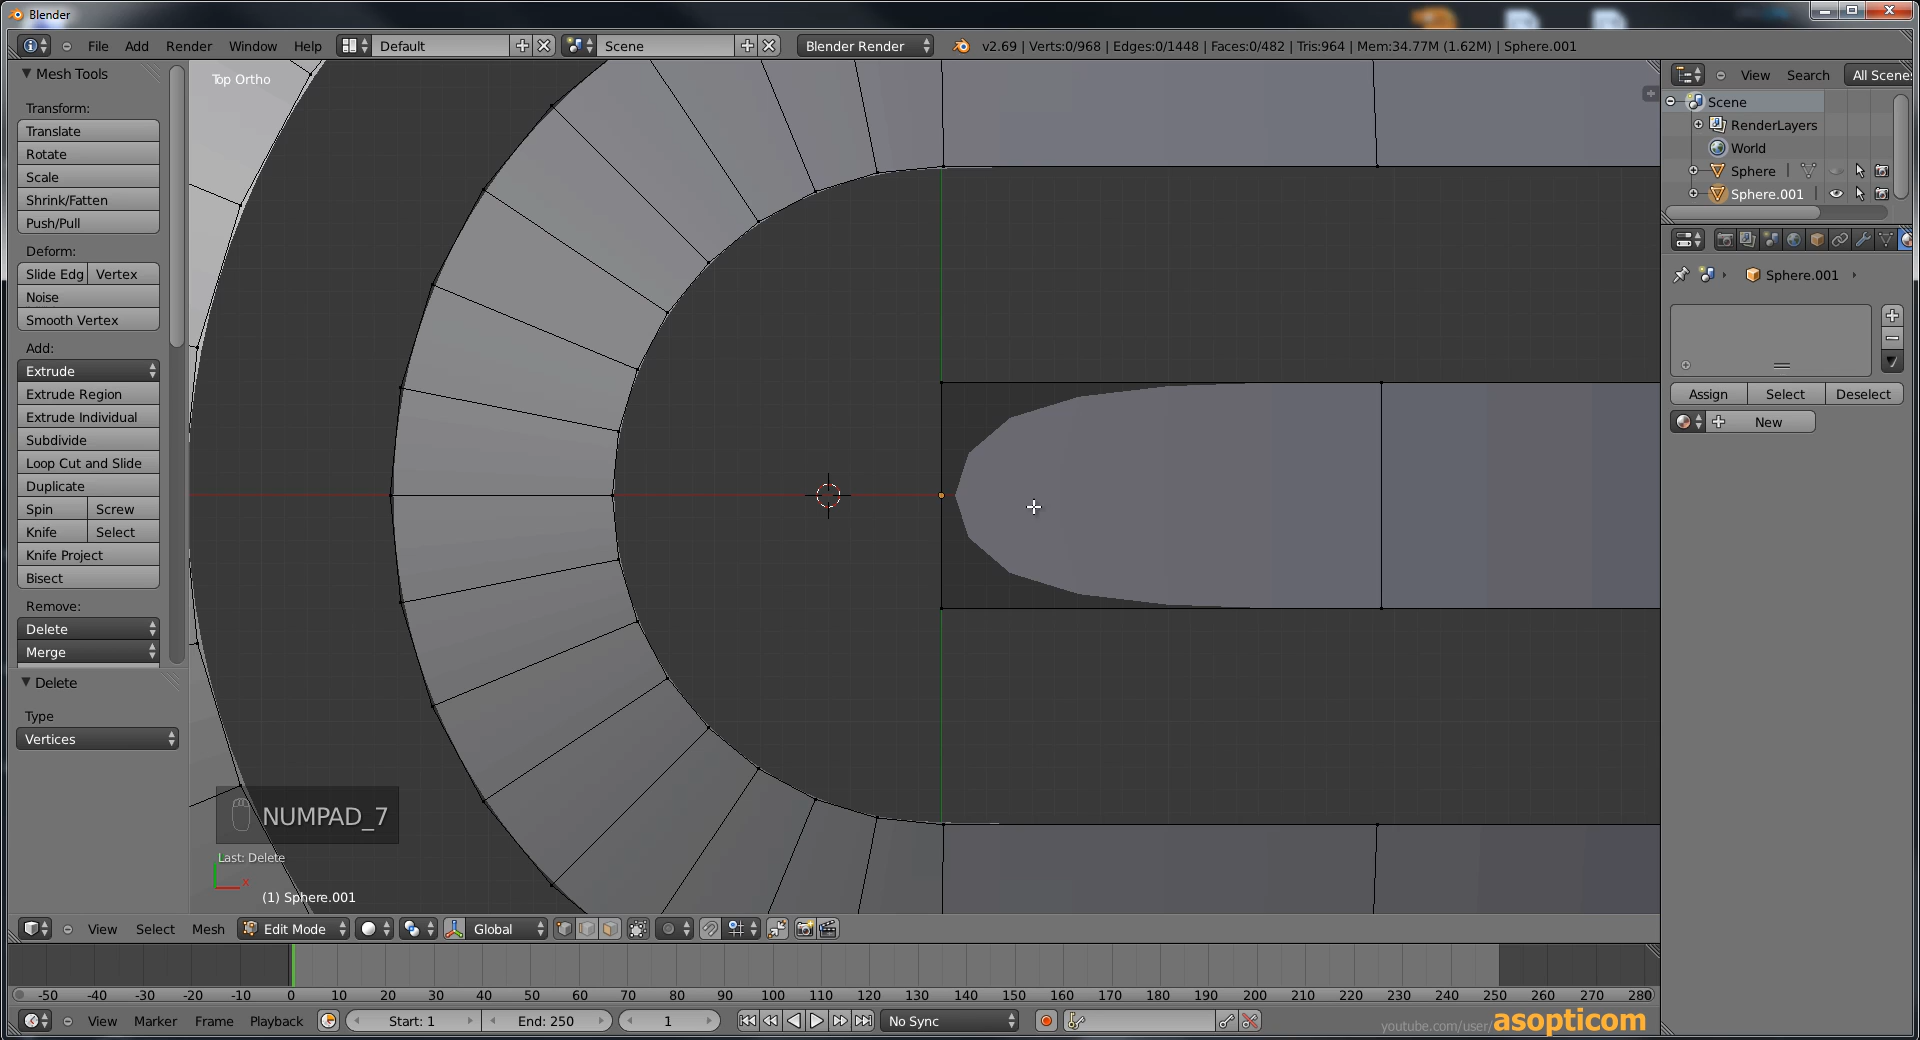 Blender
File Add Render Window Help Default Scene Blender Render v2.69 | Verts:0/968 | Edges:0/1448 | Faces:0/482 | Tris:964 | Mem:34.77M (1.62M) | Sphere.001
Mesh Tools
Transform:
Translate
Rotate
Scale
Shrink/Fatten
Push/Pull
Deform:
Slide Edg Vertex
Noise
Smooth Vertex
Add:
Extrude
Extrude Region
Extrude Individual
Subdivide
Loop Cut and Slide
Duplicate
Spin Screw
Knife Select
Knife Project
Bisect
Remove:
Delete
Merge
Delete
Type
Vertices
Top Ortho
NUMPAD_7
Last: Delete
x
(1) Sphere.001
View Search All Scene
Scene
RenderLayers
World
Sphere
Sphere.001
Sphere.001
Assign Select Deselect
New
View Select Mesh Edit Mode Global
-50 -40 -30 -20 -10 0 10 20 30 40 50 60 70 80 90 100 110 120 130 140 150 160 170 180 190 200 210 220 230 240 250 260 270 280
View Marker Frame Playback Start: 1 End: 250 1 No Sync
youtube.com/user/asopticom